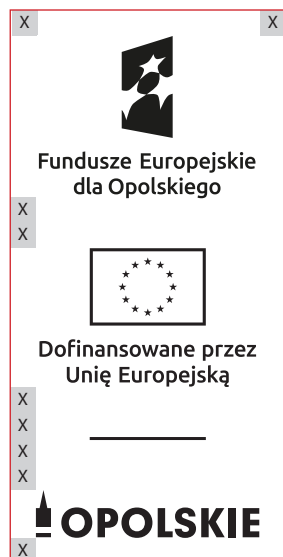 X X
Fundusze Europejskie
dla Opolskiego
X
X
Dofinansowane przez
Unię Europejską
X
X
X
X
OPOLSKIE
X